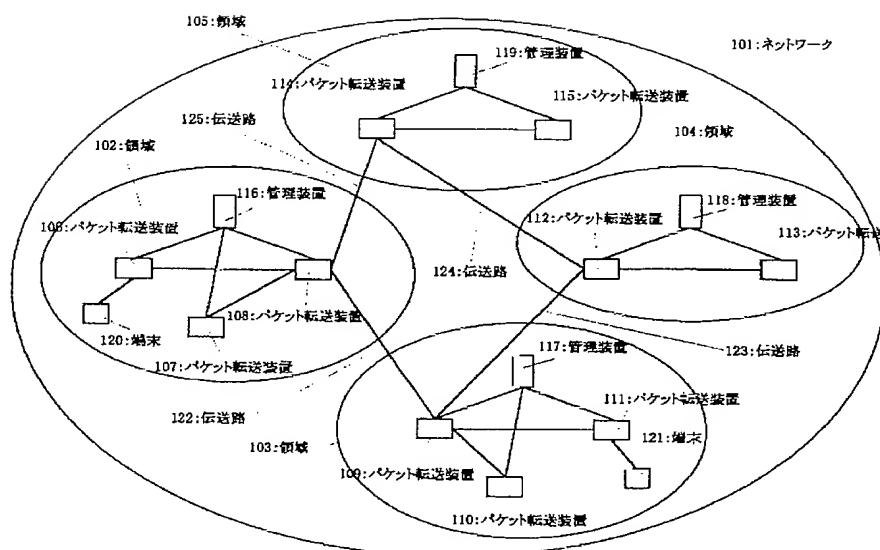 105:領域
101:ネットワーク
119:管理装置
114:パケット転送装置
115:パケット転送装置
125:伝送路
104:領域
102:領域
116:管理装置
118:管理装置
106:パケット転送装置
112:パケット転送装置
113:パケット転送
124:伝送路
108:パケット転送装置
120:端末
107:パケット転送装置
117:管理装置
123:伝送路
122:伝送路
111:パケット転送装置
103:領域
121:端末
109:パケット転送装置
110:パケット転送装置